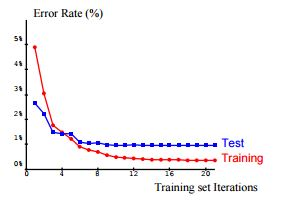 Error Rate (%)
5%
4%
3%
2%
1%
0%
0 4 8 12 16 20
Test
Training
Training set Iterations